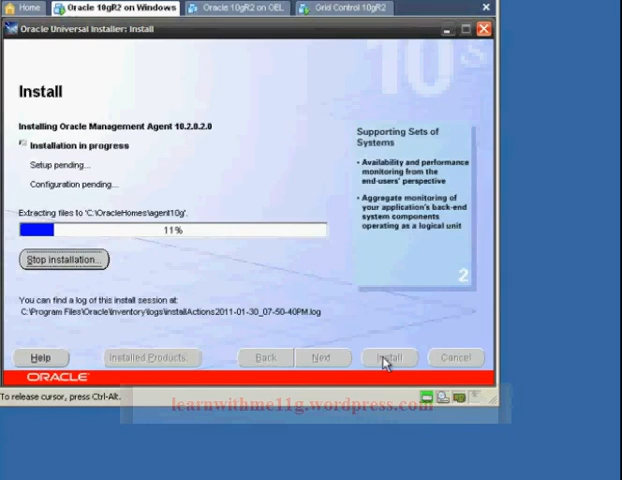 Home
Oracle 10gR2 on Windows
Oracle 10gR2 on OEL
Grid Control 10gR2
Oracle Universal Installer: Install
10g
Install
Installing Oracle Management Agent 10.2.0.2.0
Installation in progress
Setup pending...
Configuration pending...
Extracting files to 'C:\OracleHomes\agent10g'.
11%
Stop installation...
Supporting Sets of
Systems
• Availability and performance
monitoring from the
end-users' perspective
• Aggregate monitoring of
your application's back-end
system components
operating as a logical unit
2
You can find a log of this install session at:
C:\Program Files\Oracle\Inventory\logs\installActions2011-01-30_07-50-40PM.log
Help
Installed Products...
Back
Next
Install
Cancel
ORACLE
To release cursor, press Ctrl-Alt.
learnwithme11g.wordpress.com